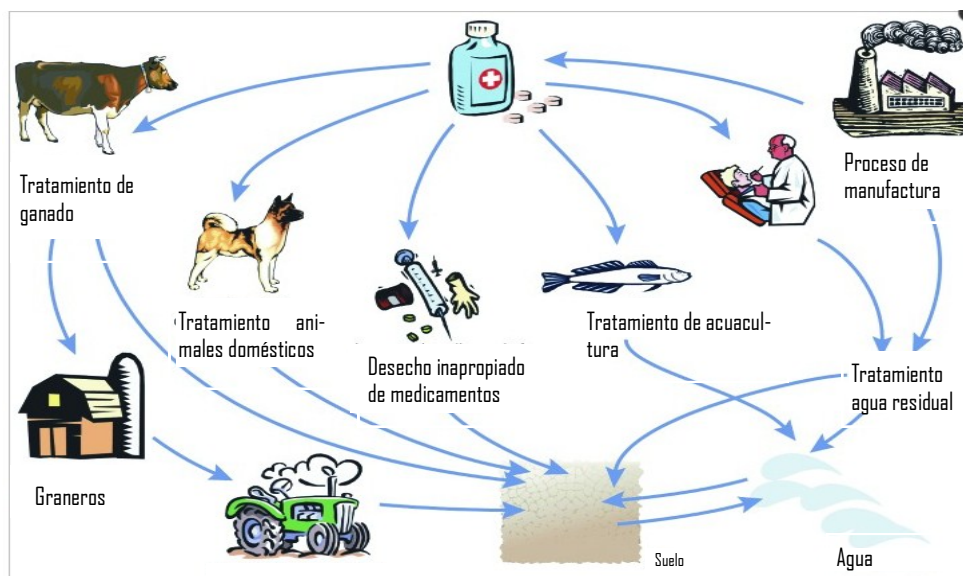 Proceso de
manufactura
Tratamiento de
ganado
Tratamiento ani-
males domésticos
Tratamiento de acuacul-
tura
Desecho inapropiado
de medicamentos
Tratamiento
agua residual
Graneros
Suelo
Agua